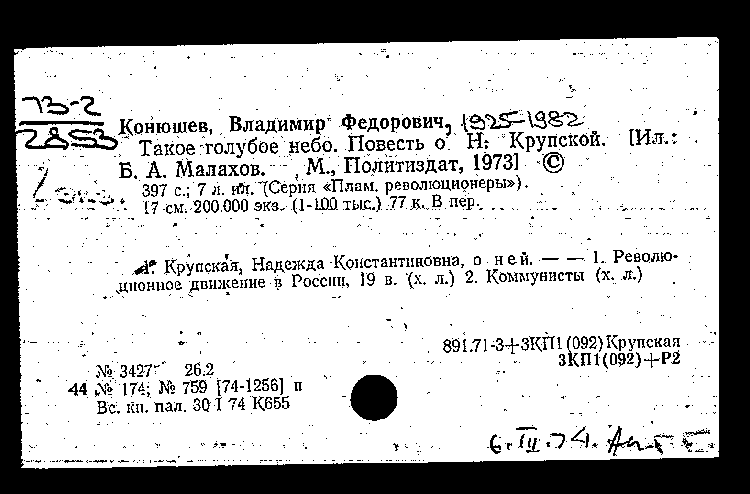 73-2
2853
Конюшев, Владимир Федорович, 1925-1982
Такое голубое небо. Повесть о Н. Крупской. [Ил.:
Б. А. Малахов. М., Политиздат, 1973] ©
397 с.; 7 л. ил. (Серия «Плам. революционеры»).
17 см. 200.000 экз. (1-100 тыс.) 77 к. В пер.
1. Крупская, Надежда Константиновна, о ней. — — 1. Револю-
ционное движение в России, 19 в. (х. л.) 2. Коммунисты (х. л.)
891.71-3+3КП1(092)Крупская
3КП1(092)+Р2
№ 3427 26.2
44 № 174; № 759 [74-1256] п
Вс. кн. пал. 30 I 74 К655
6.IV.74.